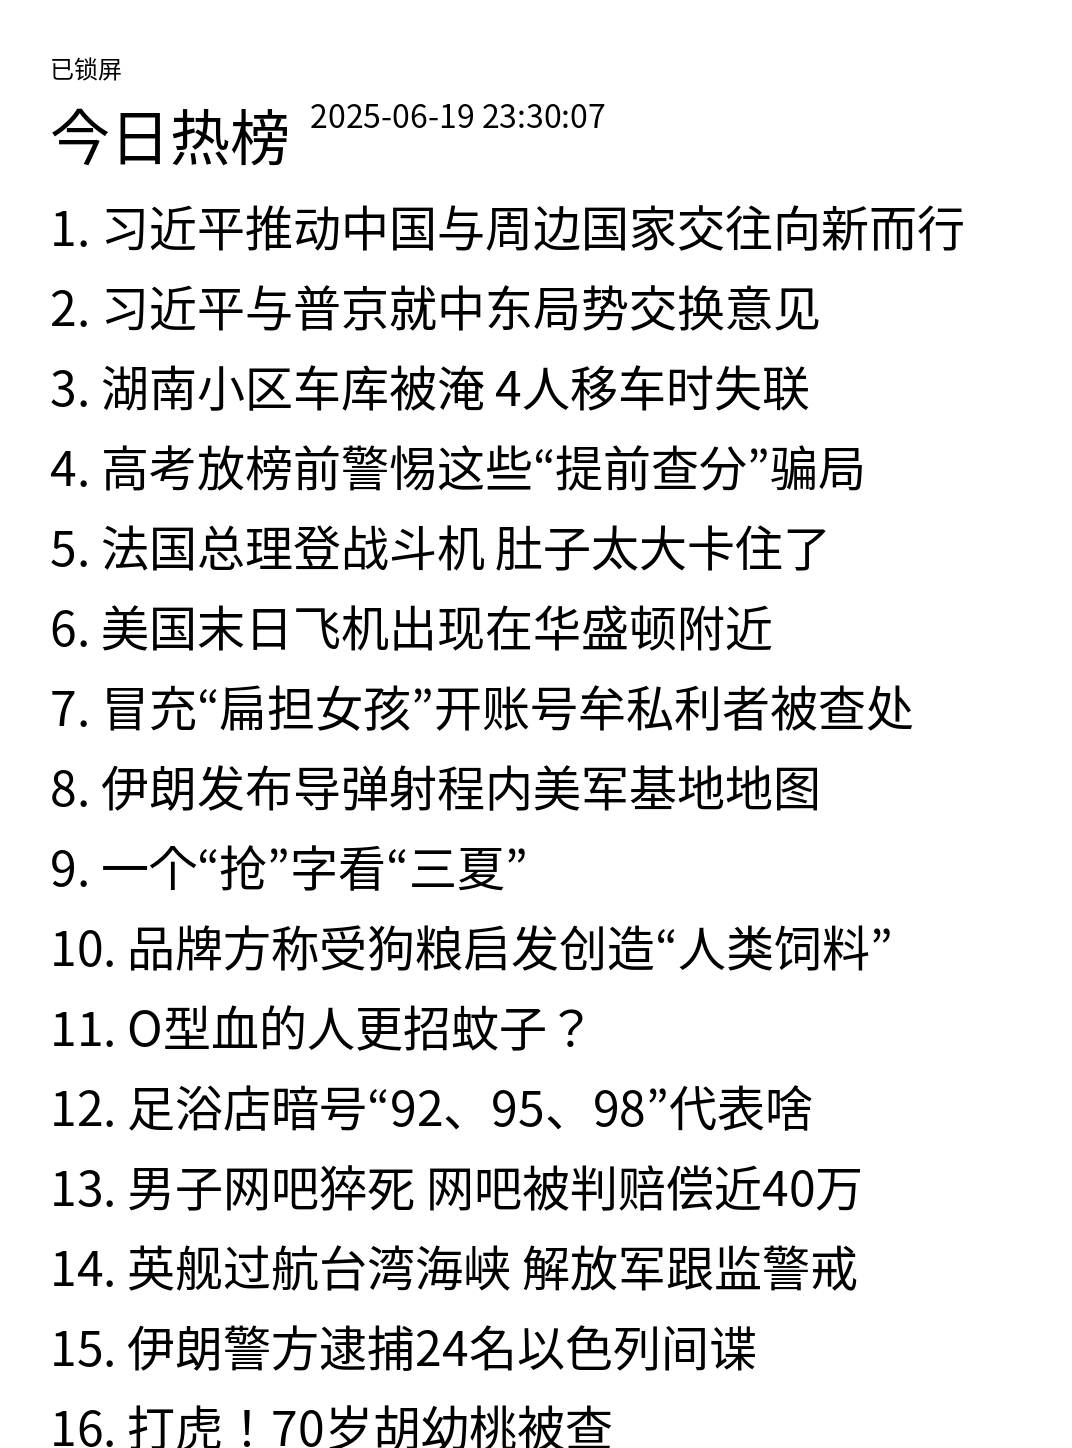 已锁屏
今日热榜 2025-06-19 23:30:07
1. 习近平推动中国与周边国家交往向新而行
2. 习近平与普京就中东局势交换意见
3. 湖南小区车库被淹 4人移车时失联
4. 高考放榜前警惕这些“提前查分”骗局
5. 法国总理登战斗机 肚子太大卡住了
6. 美国末日飞机出现在华盛顿附近
7. 冒充“扁担女孩”开账号牟私利者被查处
8. 伊朗发布导弹射程内美军基地地图
9. 一个“抢”字看“三夏”
10. 品牌方称受狗粮启发创造“人类饲料”
11. O型血的人更招蚊子？
12. 足浴店暗号“92、95、98”代表啥
13. 男子网吧猝死 网吧被判赔偿近40万
14. 英舰过航台湾海峡 解放军跟监警戒
15. 伊朗警方逮捕24名以色列间谍
16. 打虎！70岁胡幼桃被查